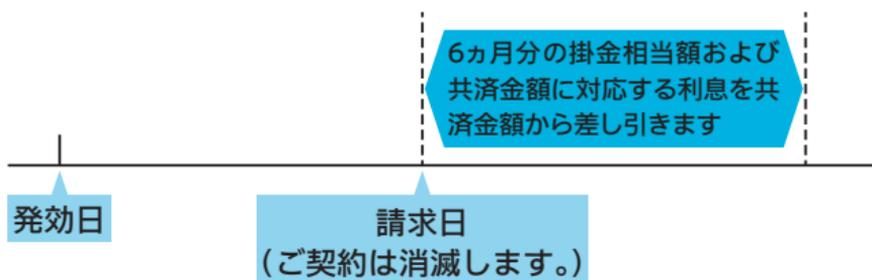 6ヵ月分の掛金相当額および
共済金額に対応する利息を共
済金額から差し引きます
発効日
請求日
(ご契約は消滅します。)